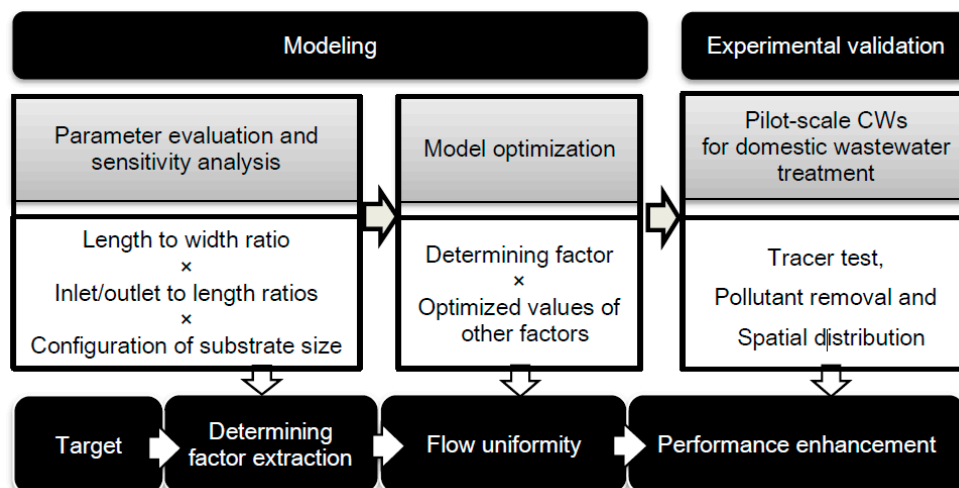 Modeling
Experimental validation
Parameter evaluation and
sensitivity analysis
Model optimization
Pilot-scale CWs
for domestic wastewater
treatment
Length to width ratio
×
Inlet/outlet to length ratios
×
Configuration of substrate size
Determining factor
×
Optimized values of
other factors
Tracer test,
Pollutant removal and
Spatial distribution
Target
Determining
factor extraction
Flow uniformity
Performance enhancement